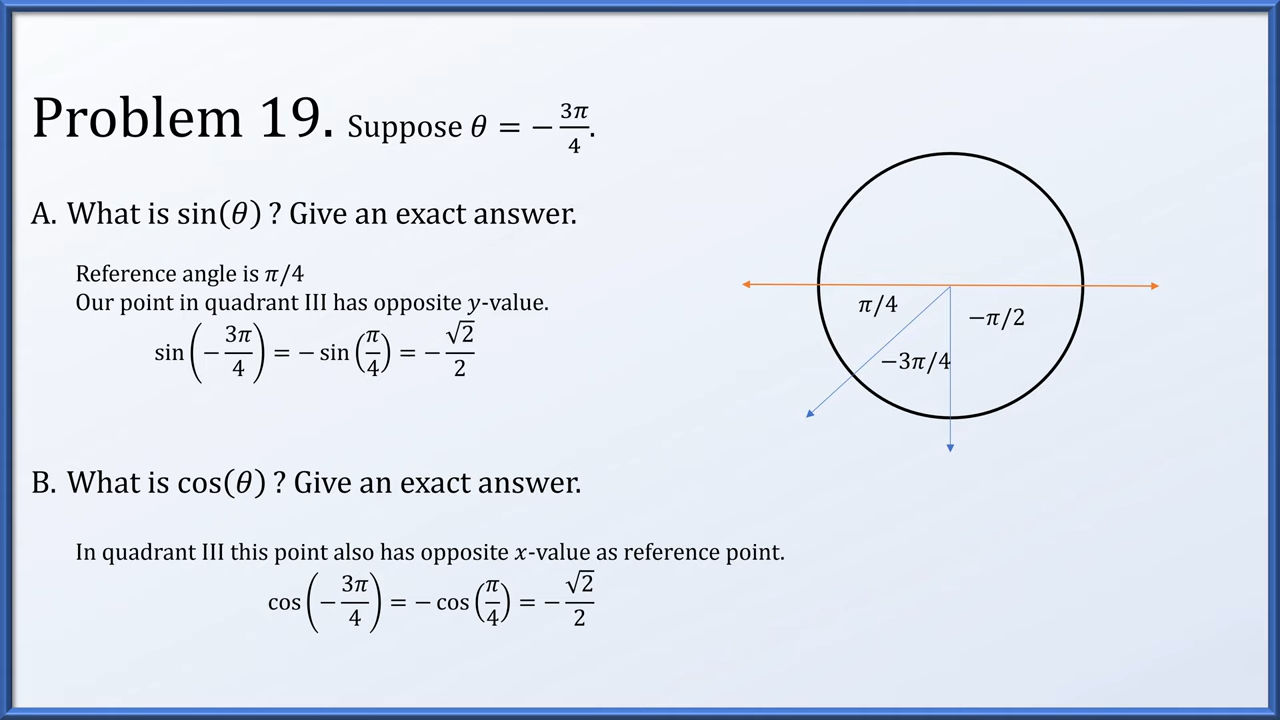 Problem 19. Suppose θ = −3π/4.
A. What is sin(θ) ? Give an exact answer.
Reference angle is π/4
Our point in quadrant III has opposite y-value.
sin(−3π/4) = − sin(π/4) = −√2/2
B. What is cos(θ) ? Give an exact answer.
In quadrant III this point also has opposite x-value as reference point.
cos(−3π/4) = − cos(π/4) = −√2/2
π/4
−π/2
−3π/4